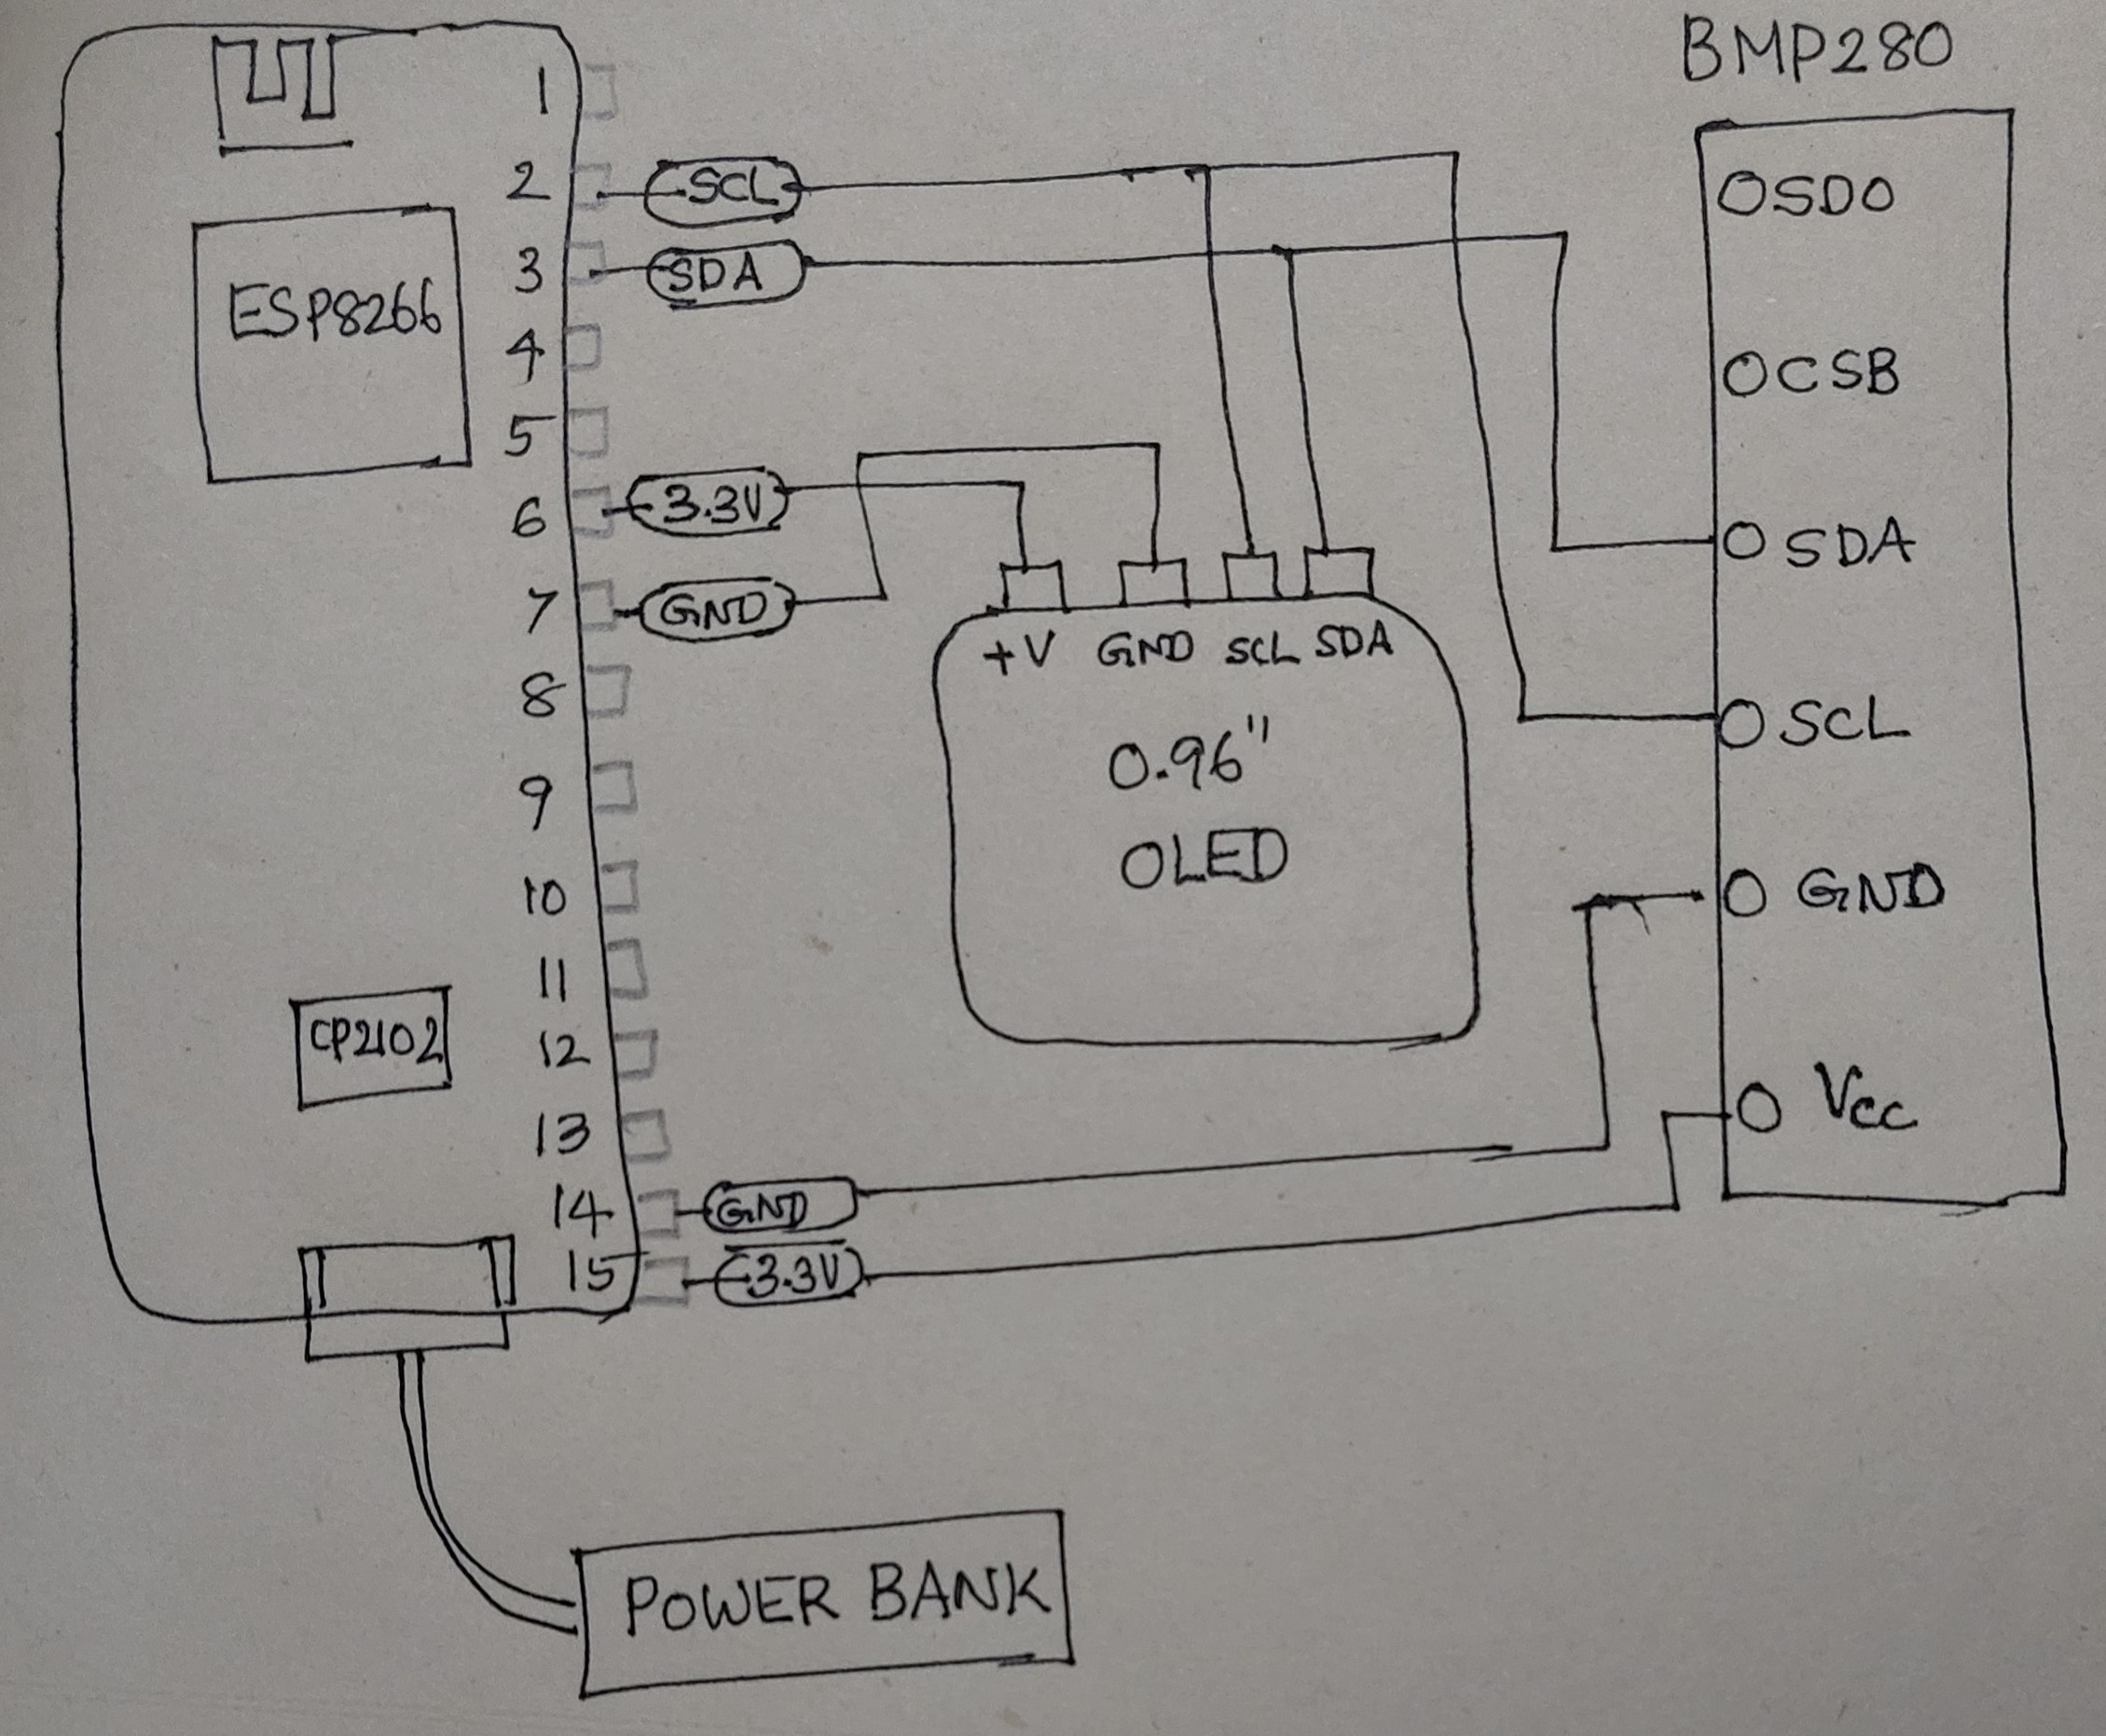 BMP280
1
2
SCL
3
SDA
4
5
6
3.3V
7
GND
8
9
10
11
12
13
14
GND
15
3.3V
ESP8266
CP2102
+V GND SCL SDA
0.96"
OLED
SDO
CSB
SDA
SCL
GND
Vcc
POWER BANK